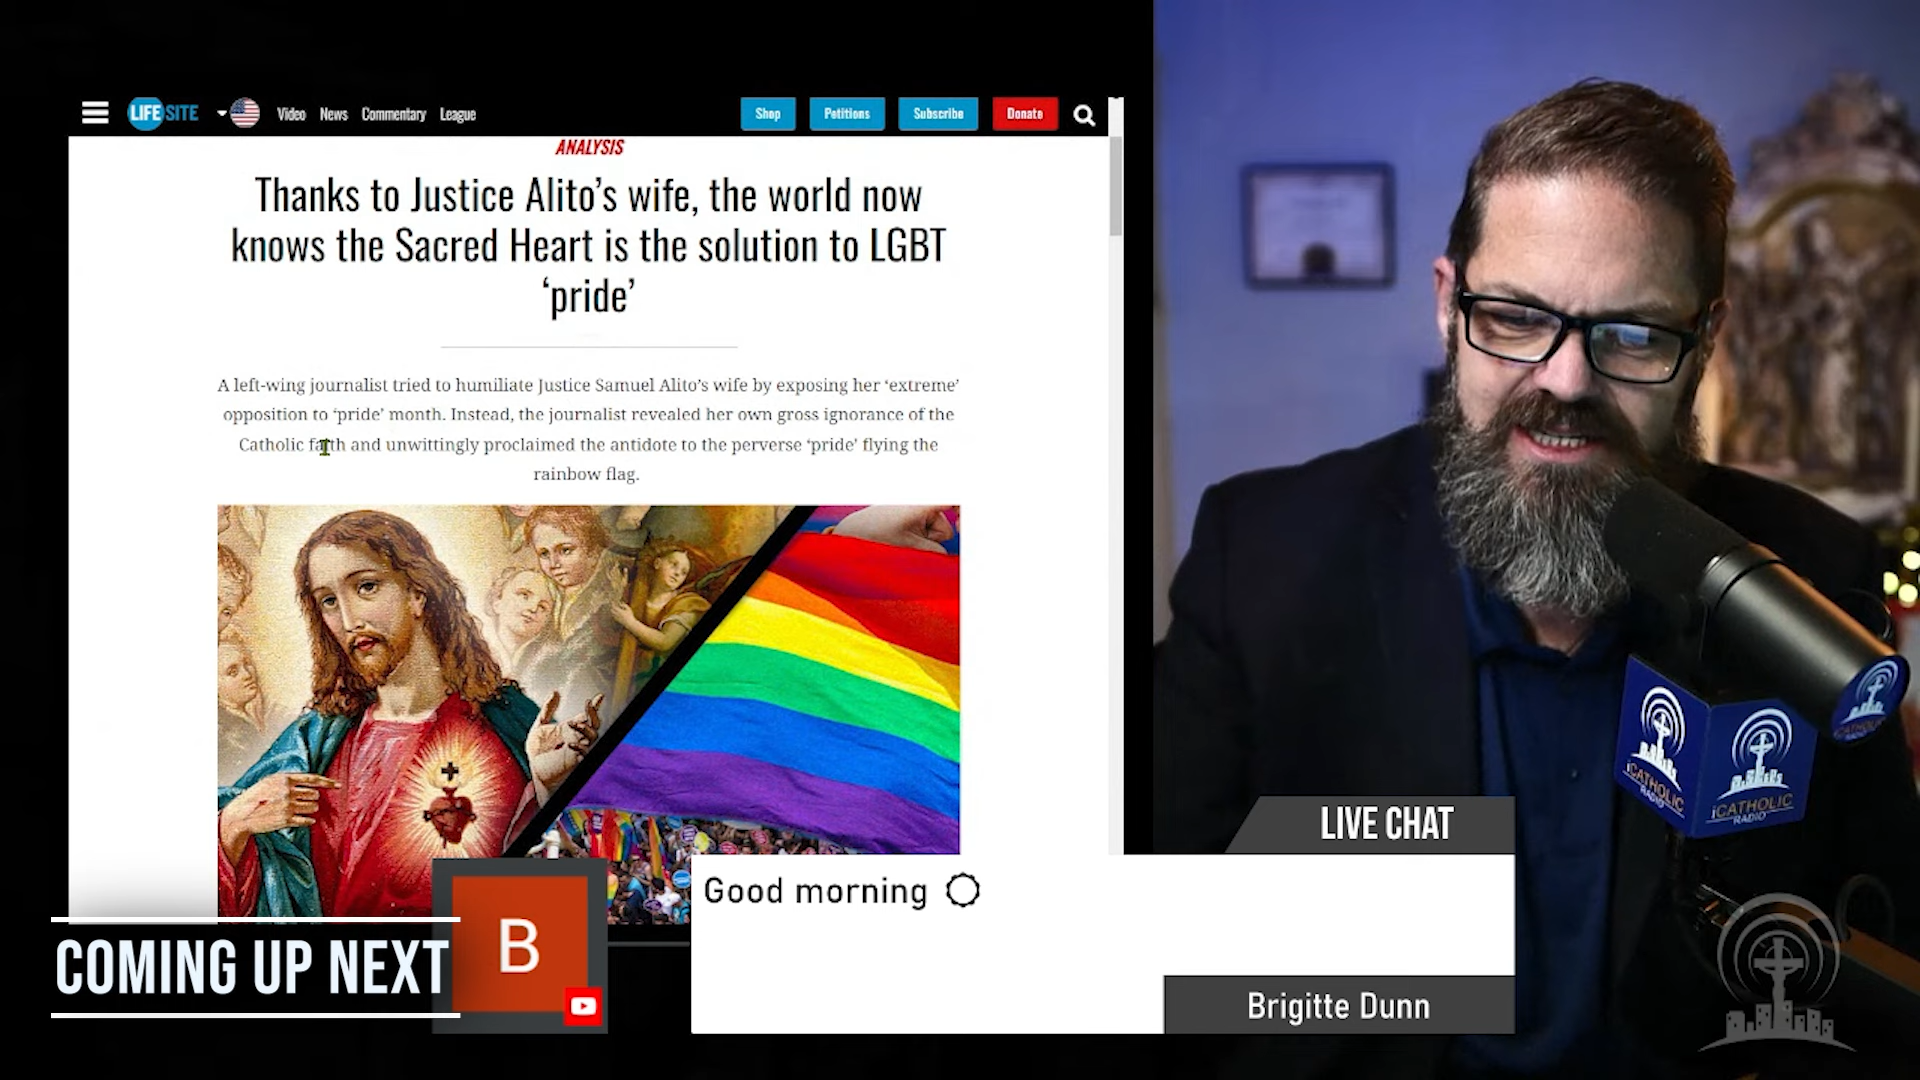 LIFE SITE
Video News Commentary League
Shop Petitions Subscribe Donate
ANALYSIS
Thanks to Justice Alito’s wife, the world now
knows the Sacred Heart is the solution to LGBT
‘pride’
A left-wing journalist tried to humiliate Justice Samuel Alito’s wife by exposing her ‘extreme’
opposition to ‘pride’ month. Instead, the journalist revealed her own gross ignorance of the
Catholic faith and unwittingly proclaimed the antidote to the perverse ‘pride’ flying the
rainbow flag.
iCATHOLIC
RADIO
iCATHOLIC
RADIO
LIVE CHAT
Good morning
B
COMING UP NEXT
Brigitte Dunn